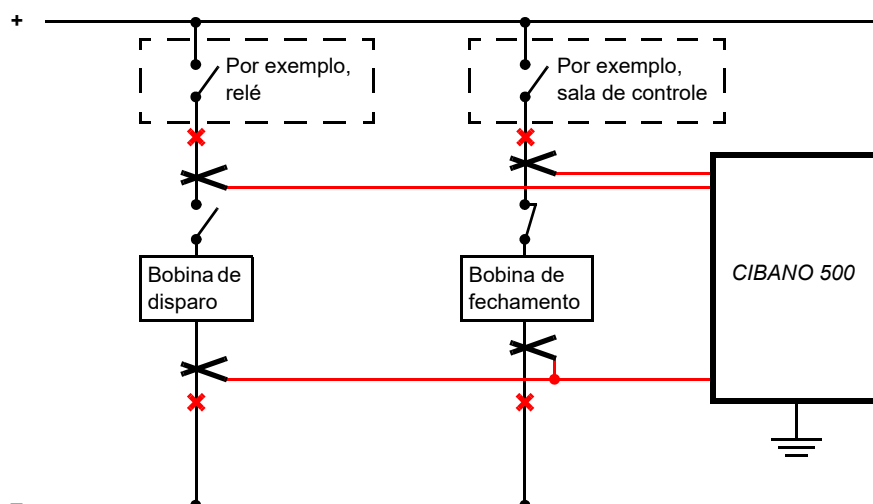 +
Por exemplo,
relé
Por exemplo,
sala de controle
Bobina de
disparo
Bobina de
fechamento
CIBANO 500
–